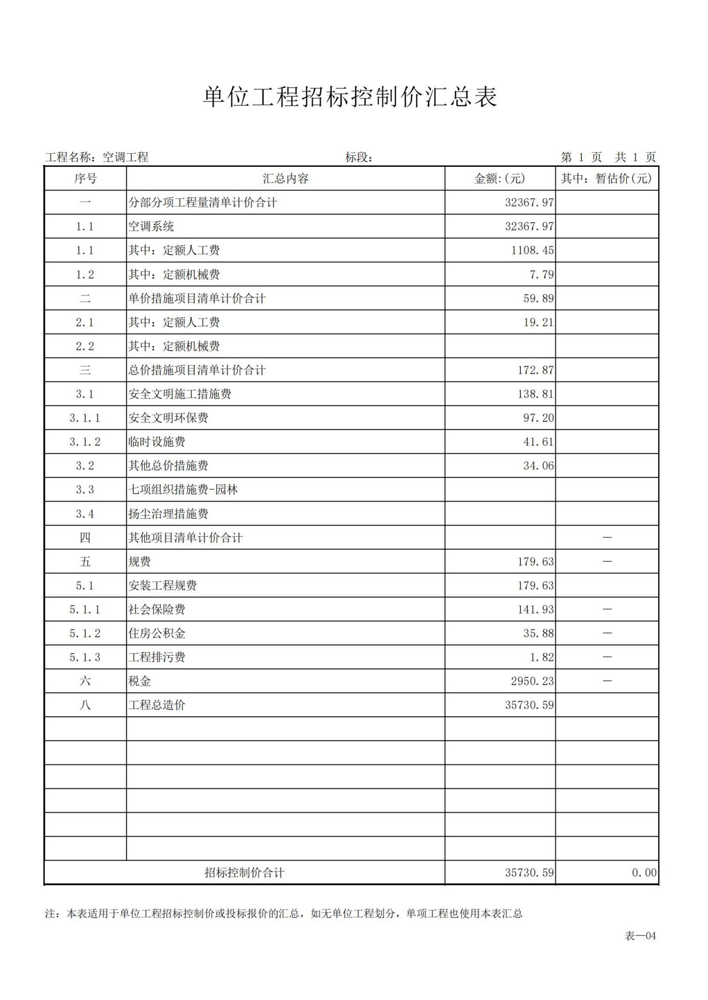 单位工程招标控制价汇总表
工程名称：空调工程 标段： 第 1 页 共 1 页
序号 汇总内容 金额:(元) 其中：暂估价(元)
一 分部分项工程量清单计价合计 32367.97
1.1 空调系统 32367.97
1.1 其中：定额人工费 1108.45
1.2 其中：定额机械费 7.79
二 单价措施项目清单计价合计 59.89
2.1 其中：定额人工费 19.21
2.2 其中：定额机械费
三 总价措施项目清单计价合计 172.87
3.1 安全文明施工措施费 138.81
3.1.1 安全文明环保费 97.20
3.1.2 临时设施费 41.61
3.2 其他总价措施费 34.06
3.3 七项组织措施费-园林
3.4 扬尘治理措施费
四 其他项目清单计价合计 —
五 规费 179.63 —
5.1 安装工程规费 179.63
5.1.1 社会保险费 141.93 —
5.1.2 住房公积金 35.88 —
5.1.3 工程排污费 1.82 —
六 税金 2950.23 —
八 工程总造价 35730.59
招标控制价合计 35730.59 0.00
注：本表适用于单位工程招标控制价或投标报价的汇总，如无单位工程划分，单项工程也使用本表汇总
表—04